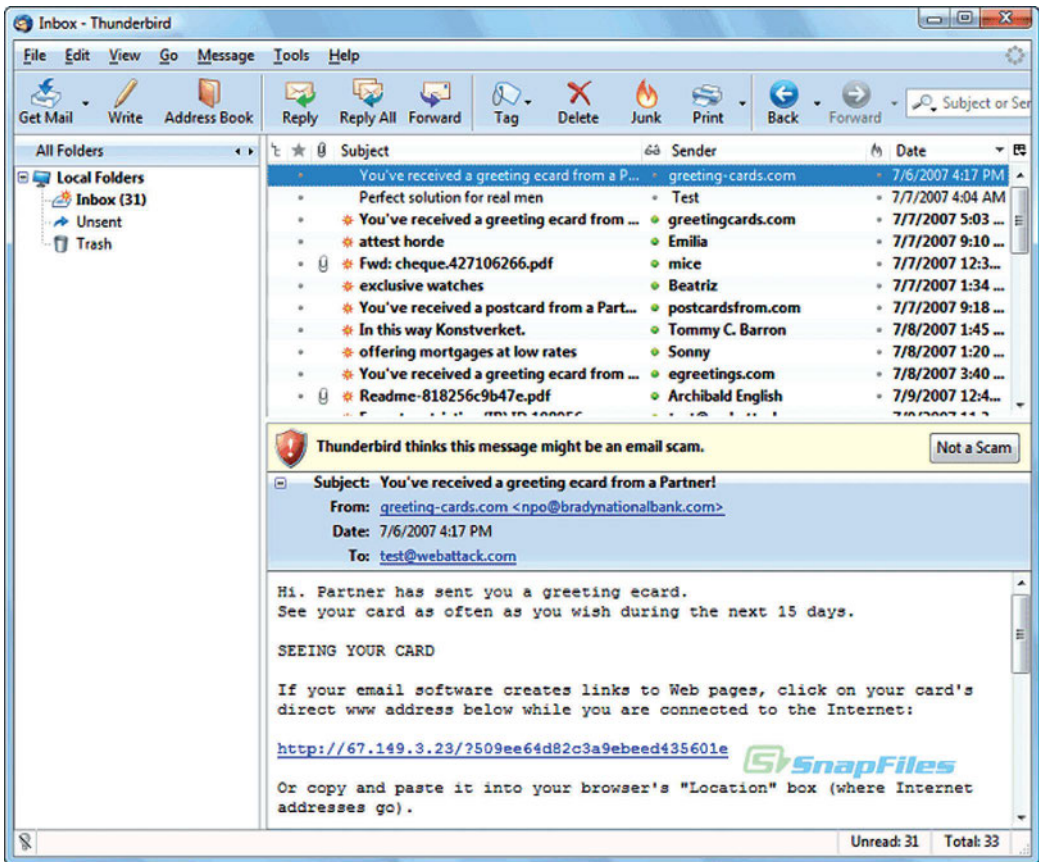 Inbox - Thunderbird
File Edit View Go Message Tools Help
Get Mail Write Address Book Reply Reply All Forward Tag Delete Junk Print Back Forward Subject or Ser
All Folders
Subject Sender Date
Local Folders
Inbox (31)
Unsent
Trash
You've received a greeting ecard from a P... greeting-cards.com 7/6/2007 4:17 PM
Perfect solution for real men Test 7/7/2007 4:04 AM
You've received a greeting ecard from ... greetingcards.com 7/7/2007 5:03 ...
attest horde Emilia 7/7/2007 9:10 ...
Fwd: cheque.427106266.pdf mice 7/7/2007 12:3...
exclusive watches Beatriz 7/7/2007 1:34 ...
You've received a postcard from a Part... postcardsfrom.com 7/7/2007 9:18 ...
In this way Konstverket. Tommy C. Barron 7/8/2007 1:45 ...
offering mortgages at low rates Sonny 7/8/2007 1:20 ...
You've received a greeting ecard from ... egreetings.com 7/8/2007 3:40 ...
Readme-818256c9b47e.pdf Archibald English 7/9/2007 12:4...
Thunderbird thinks this message might be an email scam. Not a Scam
Subject: You've received a greeting ecard from a Partner!
From: greeting-cards.com <npo@bradynationalbank.com>
Date: 7/6/2007 4:17 PM
To: test@webattack.com
Hi. Partner has sent you a greeting ecard.
See your card as often as you wish during the next 15 days.
SEEING YOUR CARD
If your email software creates links to Web pages, click on your card's
direct www address below while you are connected to the Internet:
http://67.149.3.23/?509ee64d82c3a9ebeed435601e
SnapFiles
Or copy and paste it into your browser's "Location" box (where Internet
addresses go).
Unread: 31 Total: 33